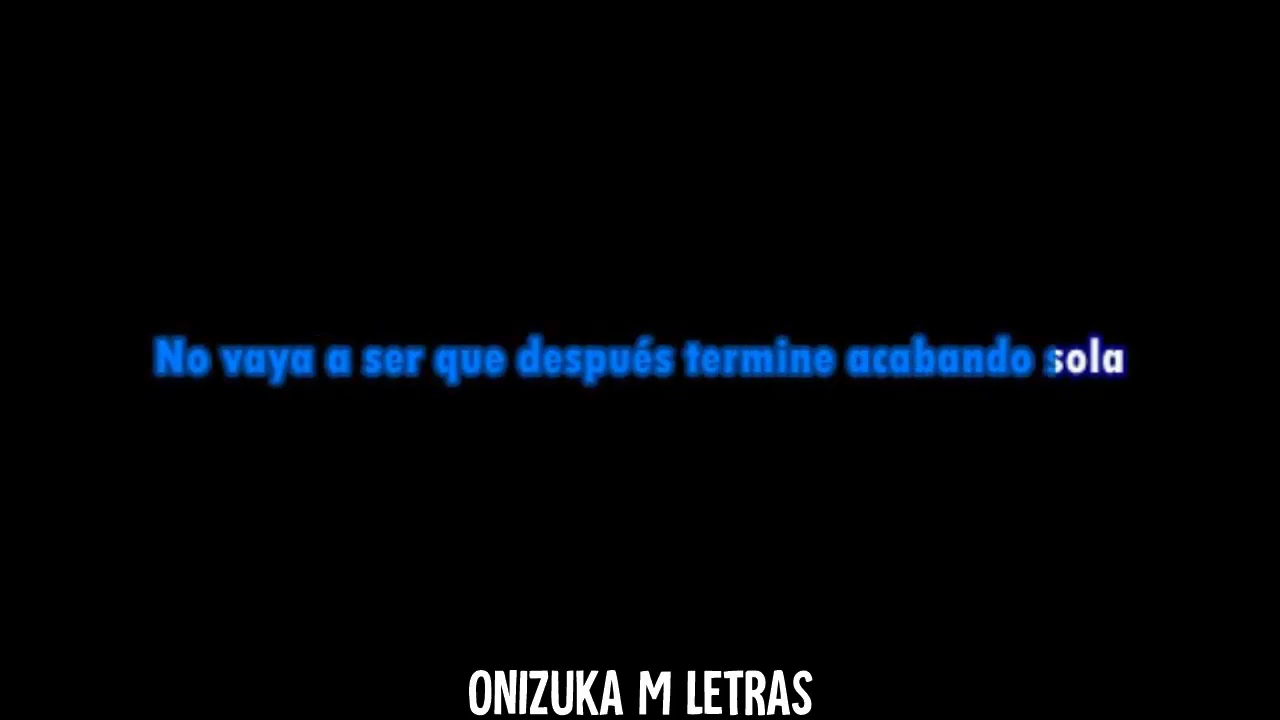 No vaya a ser que después termine acabando sola
ONIZUKA M LETRAS